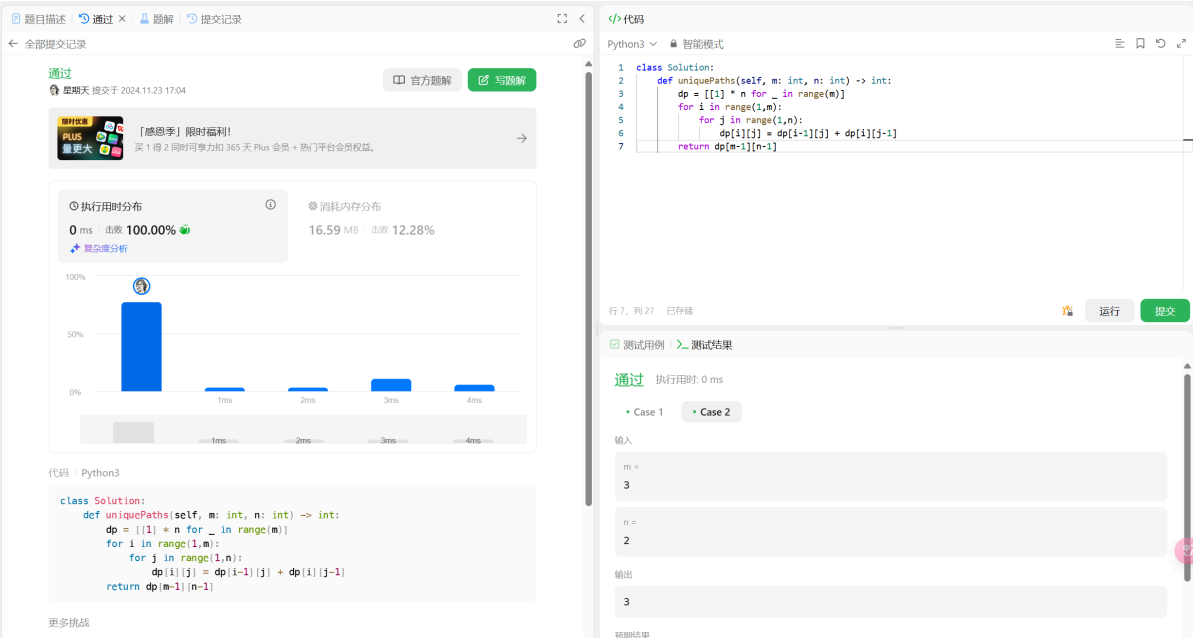 题目描述
通过
题解
提交记录
全部提交记录
通过
星期天 提交于 2024.11.23 17:04
官方题解
写题解
限时优惠
PLUS
量更大
「感恩季」限时福利！
买 1 得 2 同时可享力扣 365 天 Plus 会员 + 热门平台会员权益。
执行用时分布
0 ms 击败 100.00%
复杂度分析
消耗内存分布
16.59 MB 击败 12.28%
100%
50%
0%
1ms 2ms 3ms 4ms
1ms 2ms 3ms 4ms
代码 Python3
class Solution:
    def uniquePaths(self, m: int, n: int) -> int:
        dp = [[1] * n for _ in range(m)]
        for i in range(1,m):
            for j in range(1,n):
                dp[i][j] = dp[i-1][j] + dp[i][j-1]
        return dp[m-1][n-1]
更多挑战
</>代码
Python3 智能模式
1 class Solution:
2     def uniquePaths(self, m: int, n: int) -> int:
3         dp = [[1] * n for _ in range(m)]
4         for i in range(1,m):
5             for j in range(1,n):
6                 dp[i][j] = dp[i-1][j] + dp[i][j-1]
7         return dp[m-1][n-1]
行 7，列 27 已存储
运行
提交
测试用例
测试结果
通过 执行用时: 0 ms
Case 1
Case 2
输入
m =
3
n =
2
输出
3
预期结果